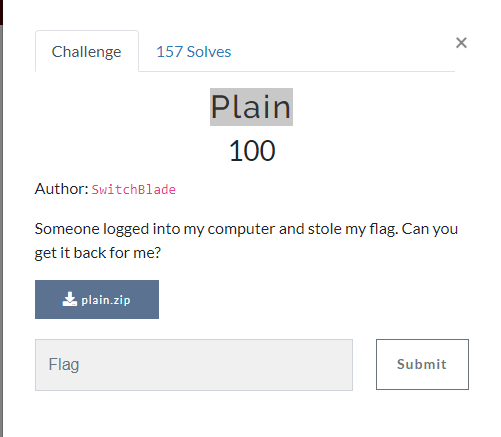 Challenge
157 Solves
×
Plain
100
Author: SwitchBlade
Someone logged into my computer and stole my flag. Can you
get it back for me?
plain.zip
Flag
Submit